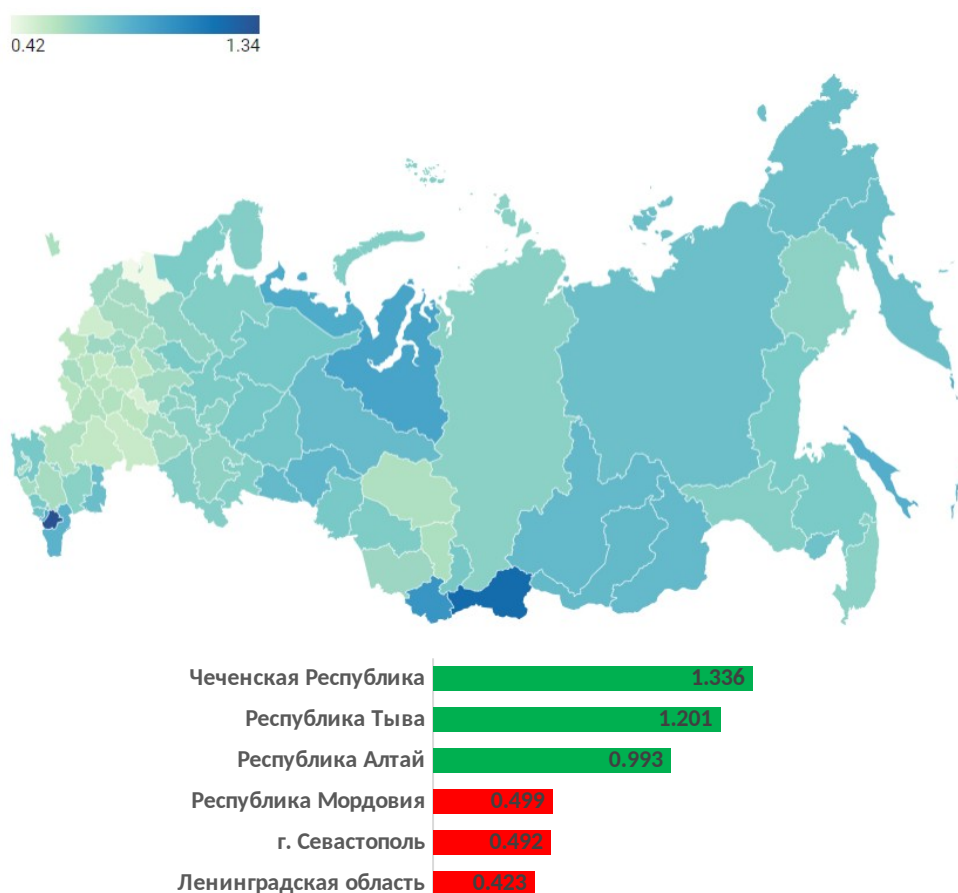 0.42 1.34
Чеченская Республика 1.336
Республика Тыва 1.201
Республика Алтай 0.993
Республика Мордовия 0.499
г. Севастополь 0.492
Ленинградская область 0.423